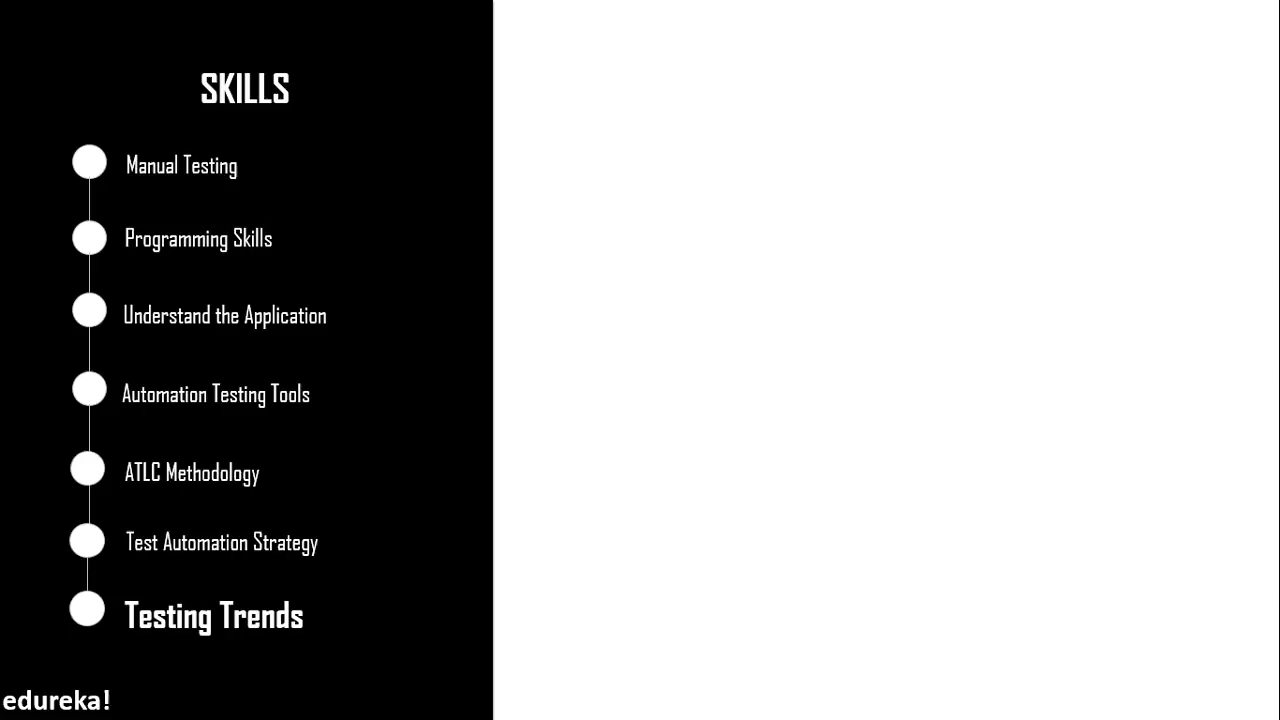 SKILLS
Manual Testing
Programming Skills
Understand the Application
Automation Testing Tools
ATLC Methodology
Test Automation Strategy
Testing Trends
edureka!